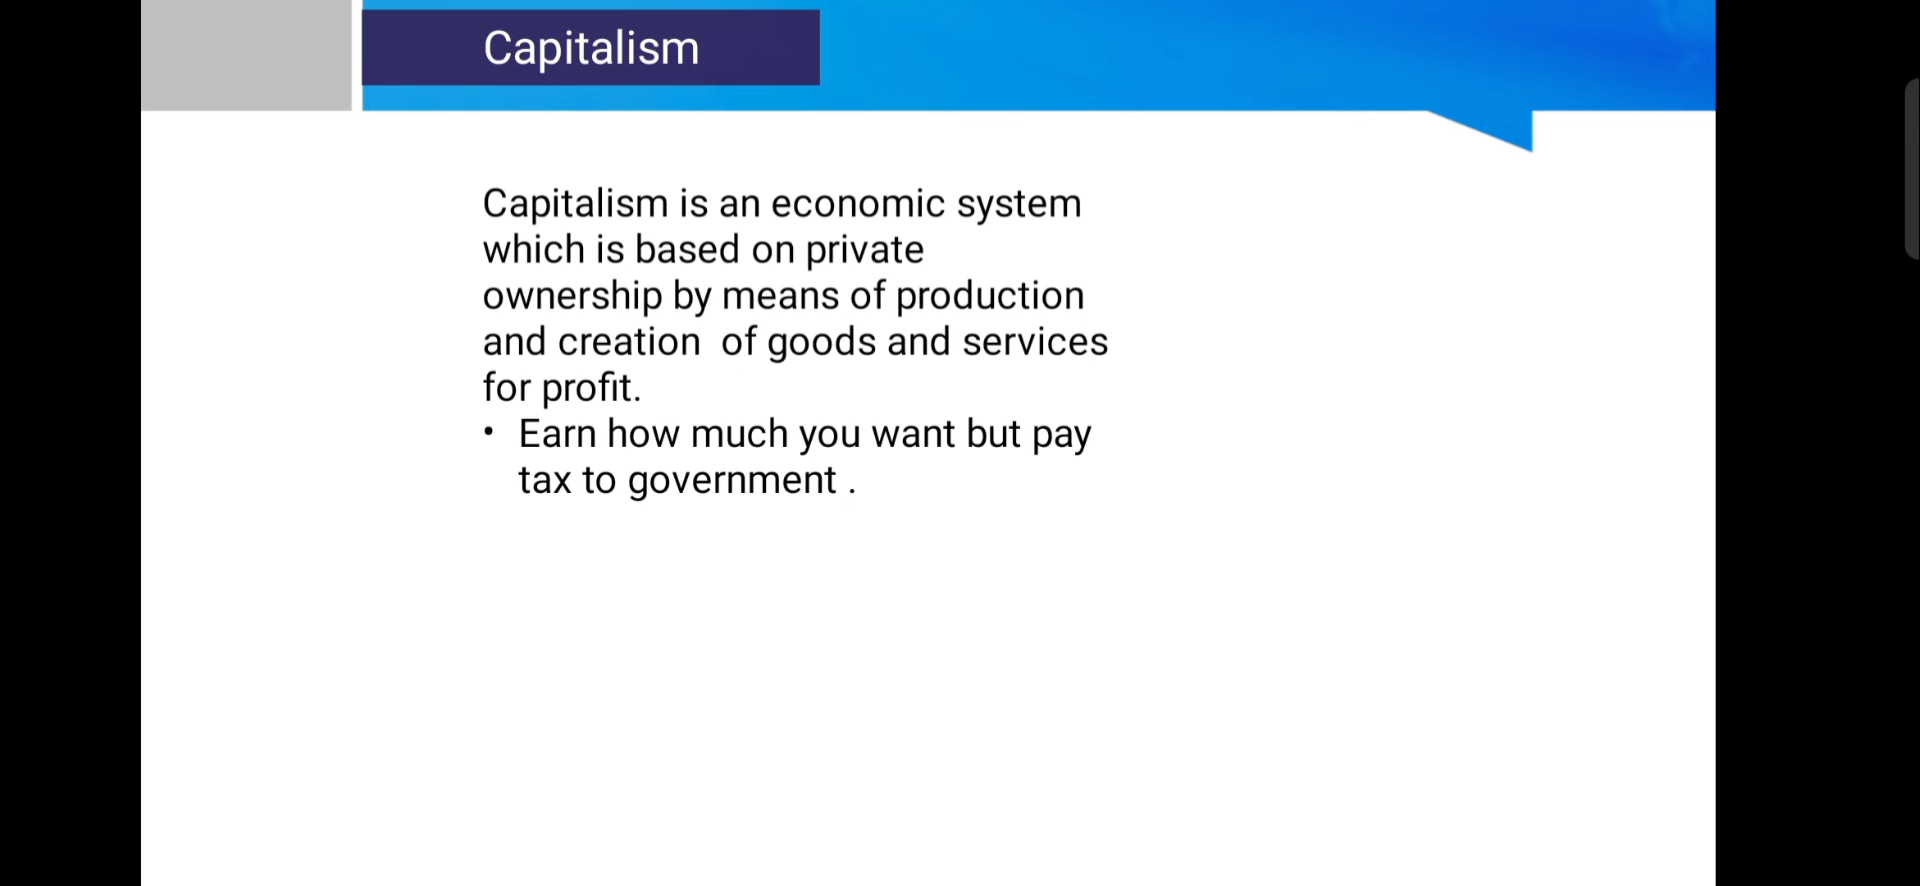 Capitalism
Capitalism is an economic system
which is based on private
ownership by means of production
and creation  of goods and services
for profit.
• Earn how much you want but pay
tax to government .